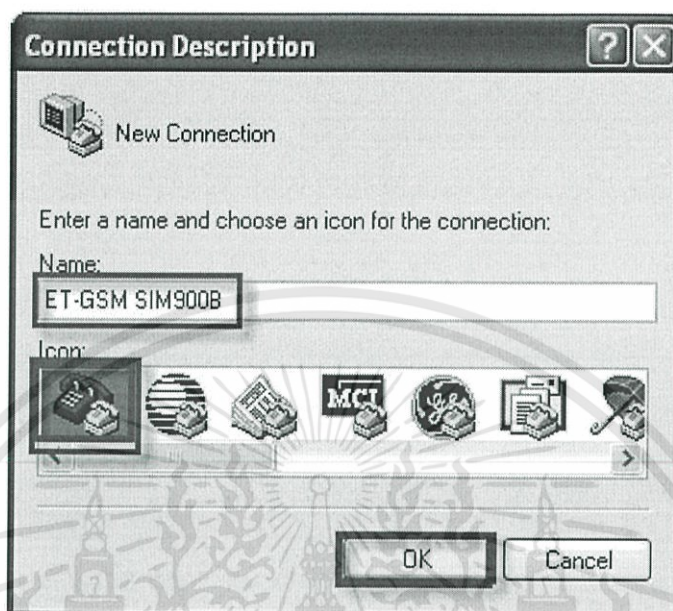 Connection Description
New Connection
Enter a name and choose an icon for the connection:
Name:
ET-GSM SIM900B
Icon:
MCI
OK Cancel